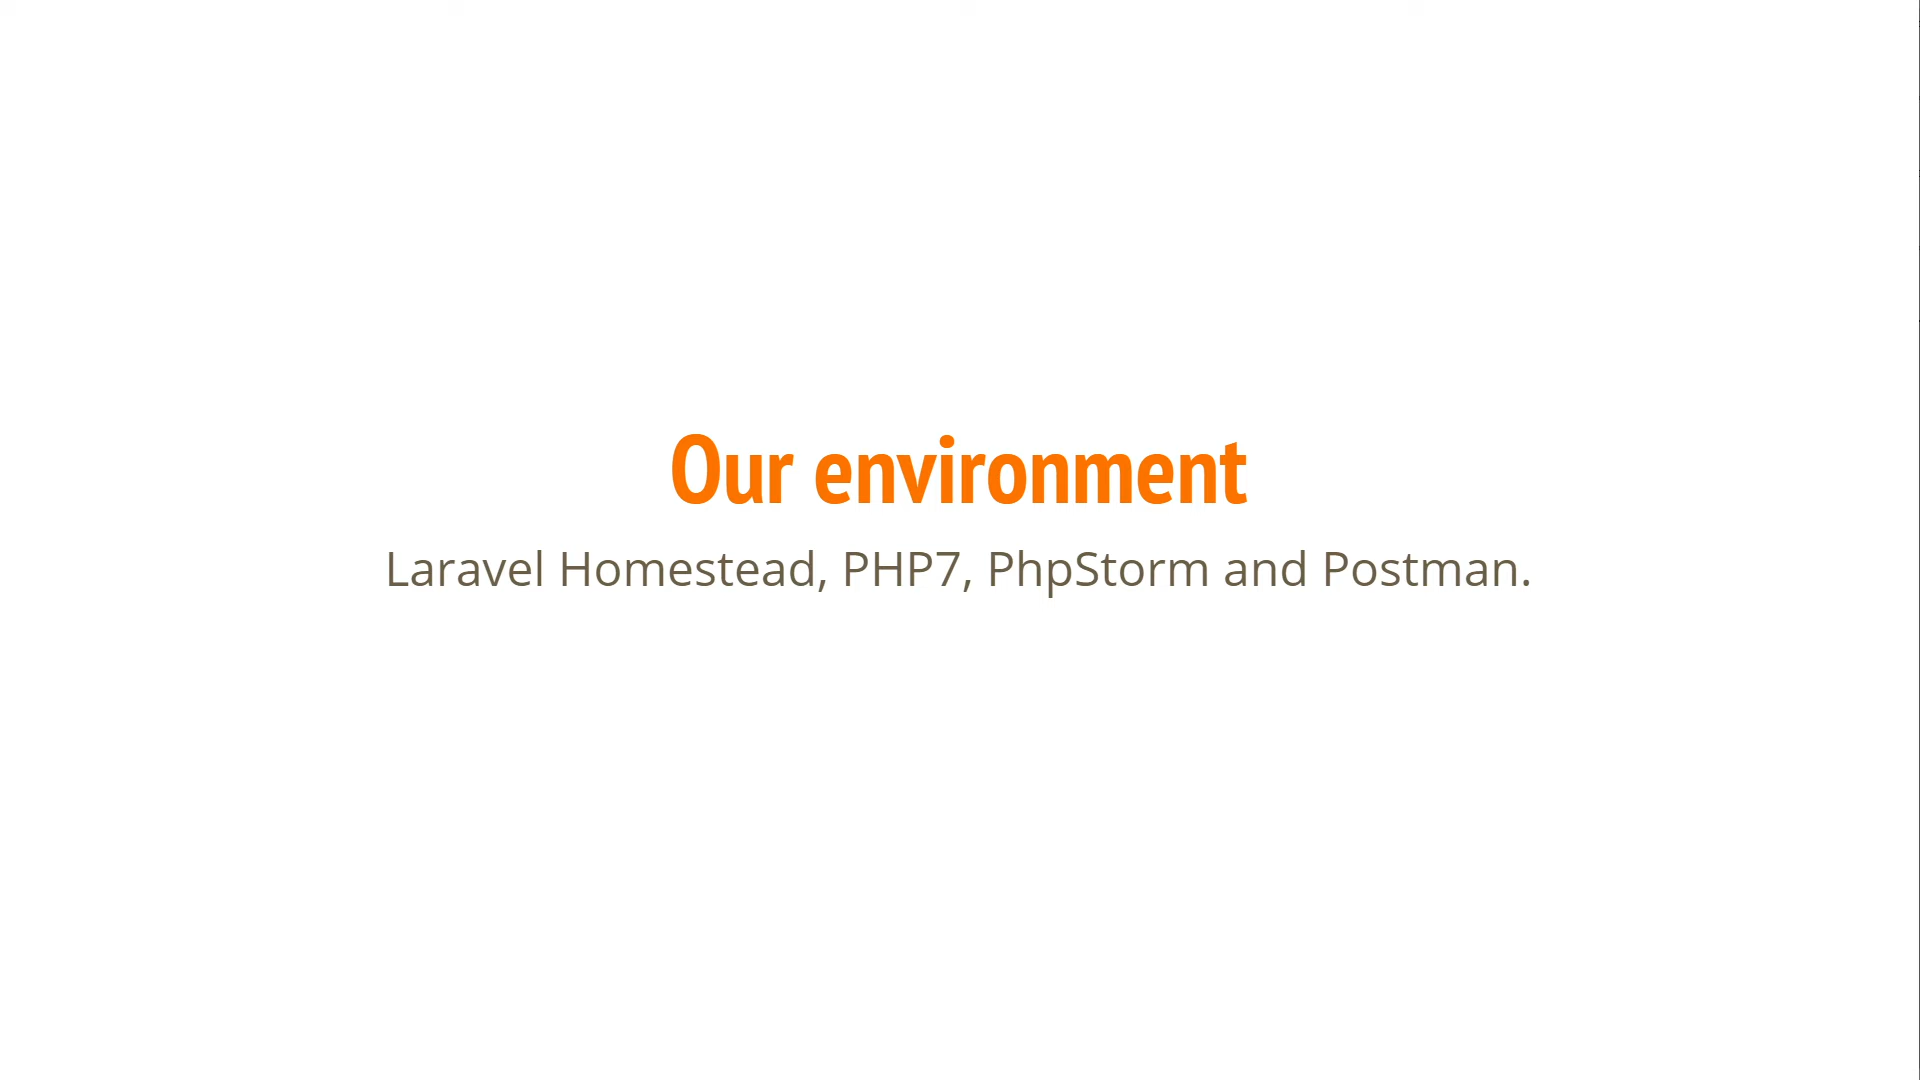 Our environment
Laravel Homestead, PHP7, PhpStorm and Postman.